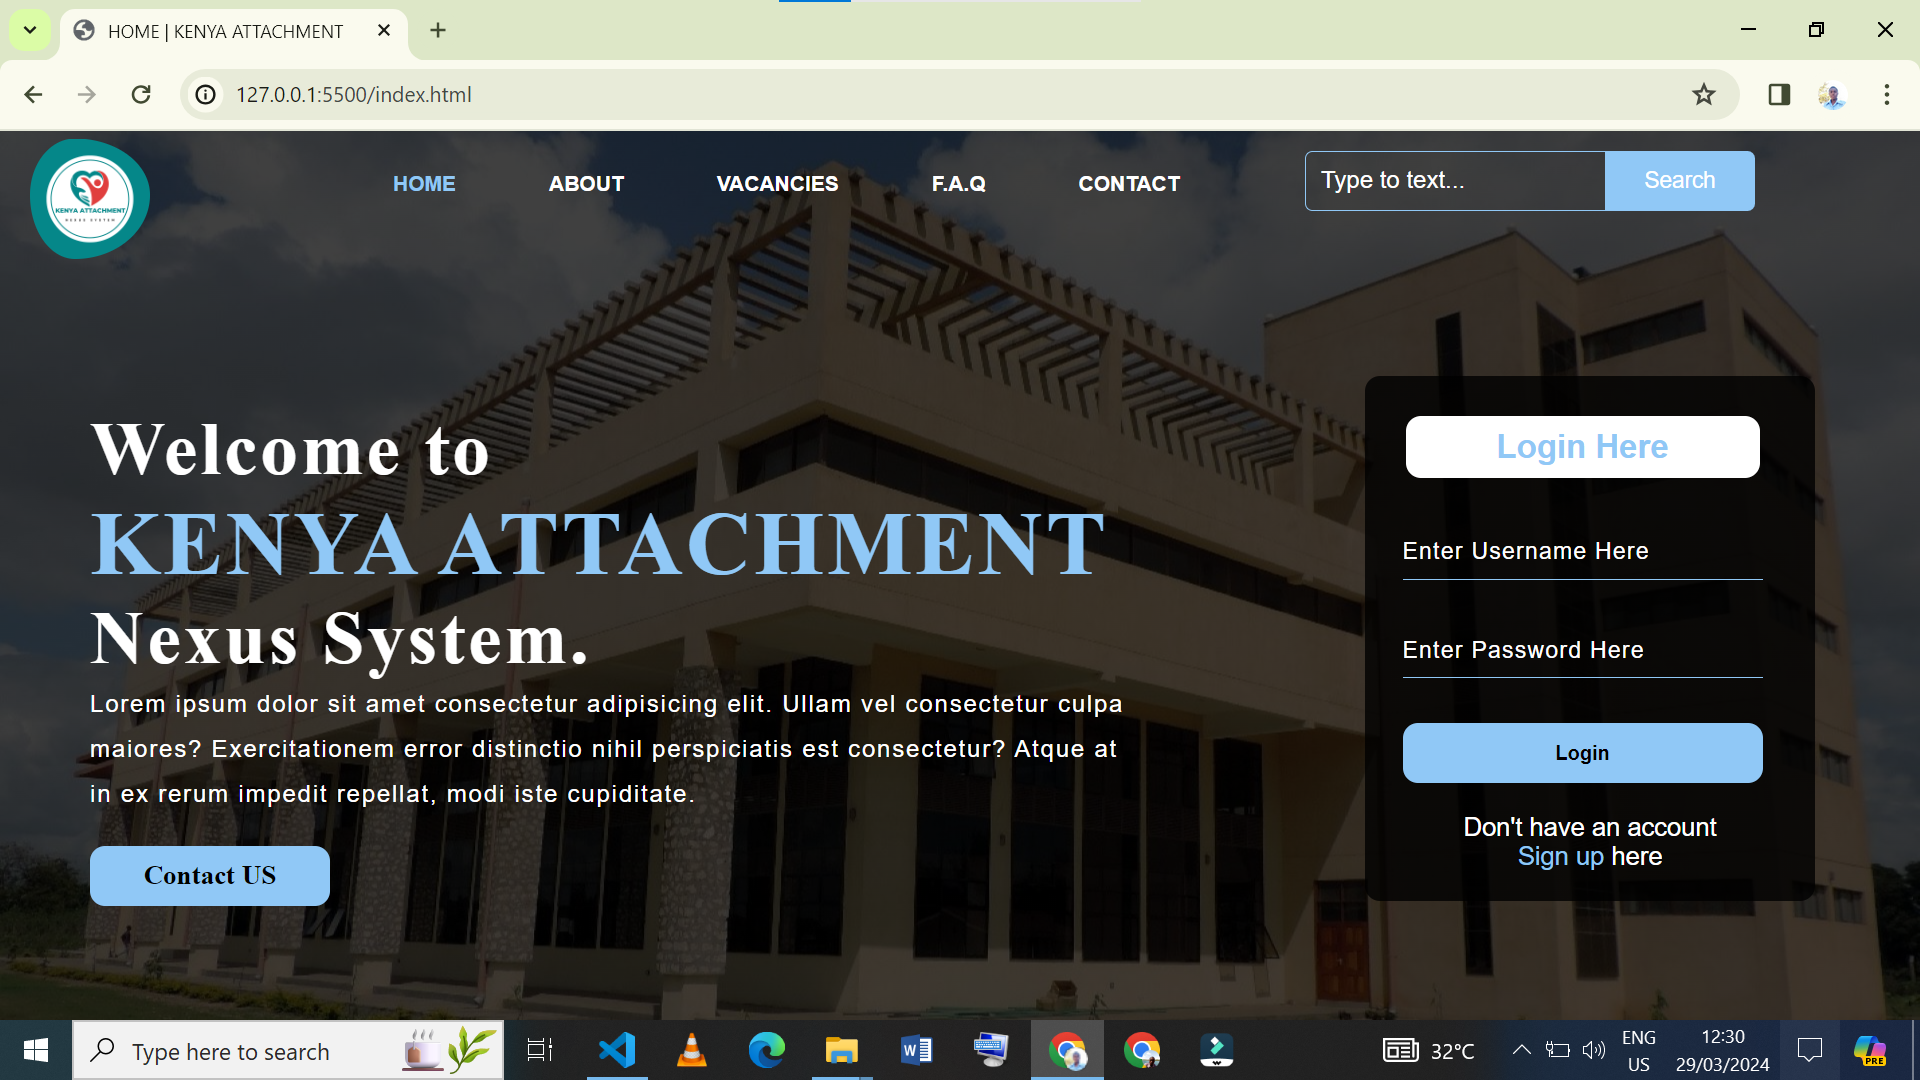 HOME | KENYA ATTACHMENT
127.0.0.1:5500/index.html
KENYA ATTACHMENT
NEXUS SYSTEM
HOME ABOUT VACANCIES F.A.Q CONTACT
Type to text... Search
Welcome to
KENYA ATTACHMENT
Nexus System.
Lorem ipsum dolor sit amet consectetur adipisicing elit. Ullam vel consectetur culpa
maiores? Exercitationem error distinctio nihil perspiciatis est consectetur? Atque at
in ex rerum impedit repellat, modi iste cupiditate.
Contact US
Login Here
Enter Username Here
Enter Password Here
Login
Don't have an account
Sign up here
Type here to search
32°C
ENG
US
12:30
29/03/2024
PRE